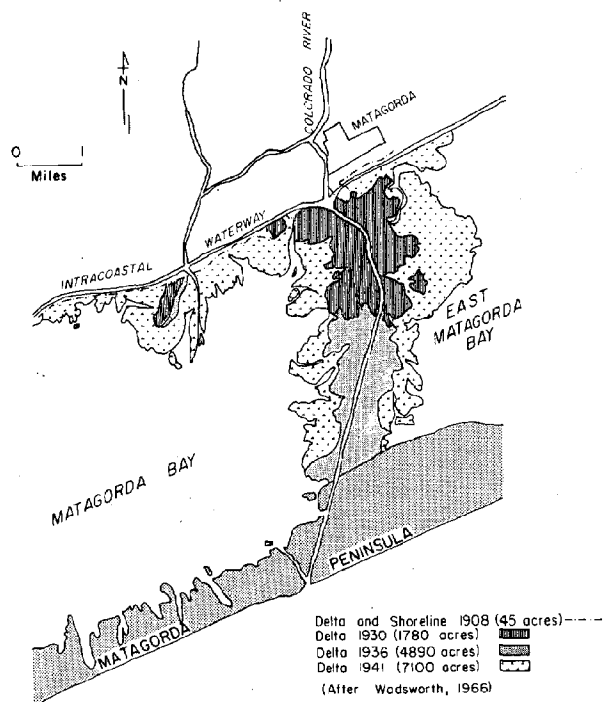 COLORADO RIVER
N
MATAGORDA
0 1
Miles
WATERWAY
INTRACOASTAL
EAST
MATAGORDA
BAY
MATAGORDA BAY
PENINSULA
MATAGORDA
Delta and Shoreline 1908 (45 acres)
Delta 1930 (1780 acres)
Delta 1936 (4890 acres)
Delta 1941 (7100 acres)
(After Wadsworth, 1966)